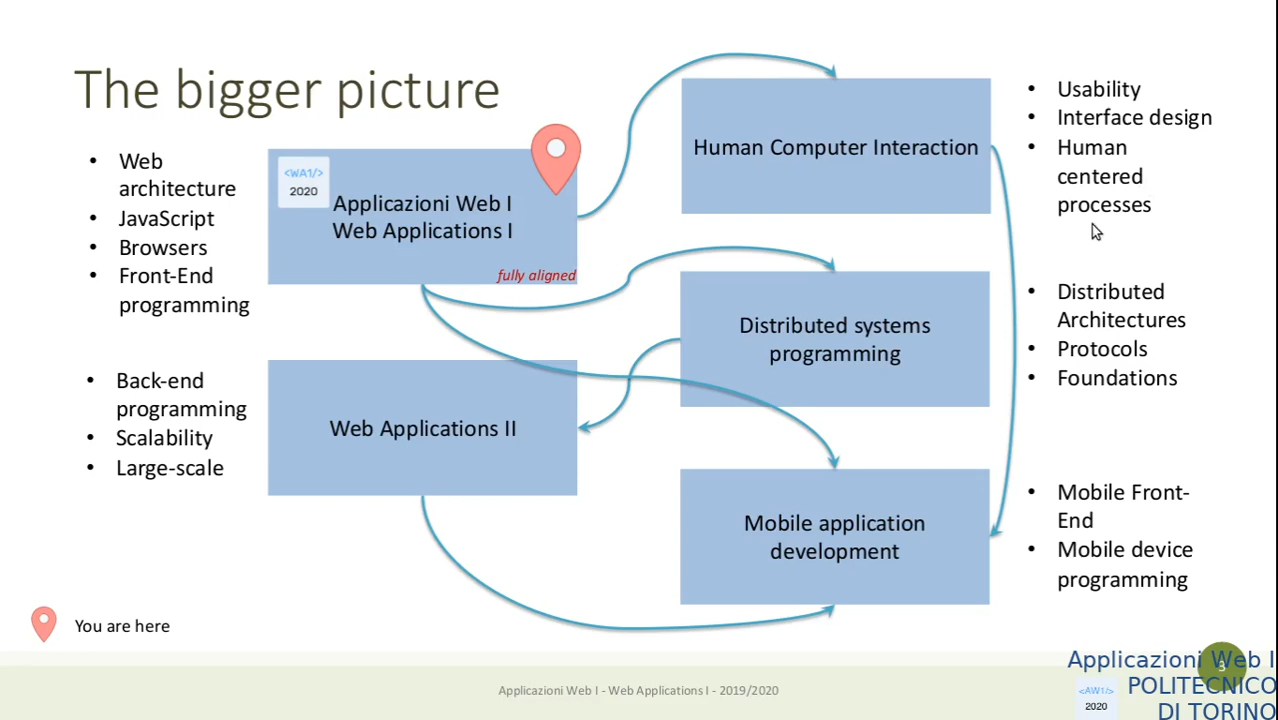 The bigger picture
• Web
architecture
• JavaScript
• Browsers
• Front-End
programming
<WA1/>
2020
Applicazioni Web I
Web Applications I
fully aligned
Human Computer Interaction
• Usability
• Interface design
• Human
centered
processes
Distributed systems
programming
• Distributed
Architectures
• Protocols
• Foundations
• Back-end
programming
• Scalability
• Large-scale
Web Applications II
Mobile application
development
• Mobile Front-
End
• Mobile device
programming
You are here
Applicazioni Web I - Web Applications I - 2019/2020
3
Applicazioni Web I
POLITECNICO
DI TORINO
<AW1/>
2020